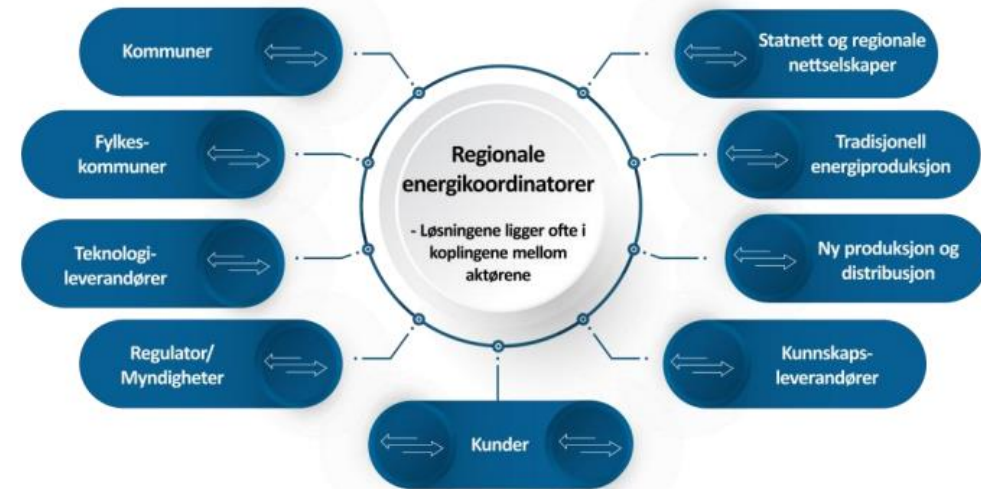 Kommuner
Fylkes-
kommuner
Teknologi-
leverandører
Regulator/
Myndigheter
Regionale
energikoordinatorer
- Løsningene ligger ofte i
koplingene mellom
aktørene
Kunder
Statnett og regionale
nettselskaper
Tradisjonell
energiproduksjon
Ny produksjon og
distribusjon
Kunnskaps-
leverandører